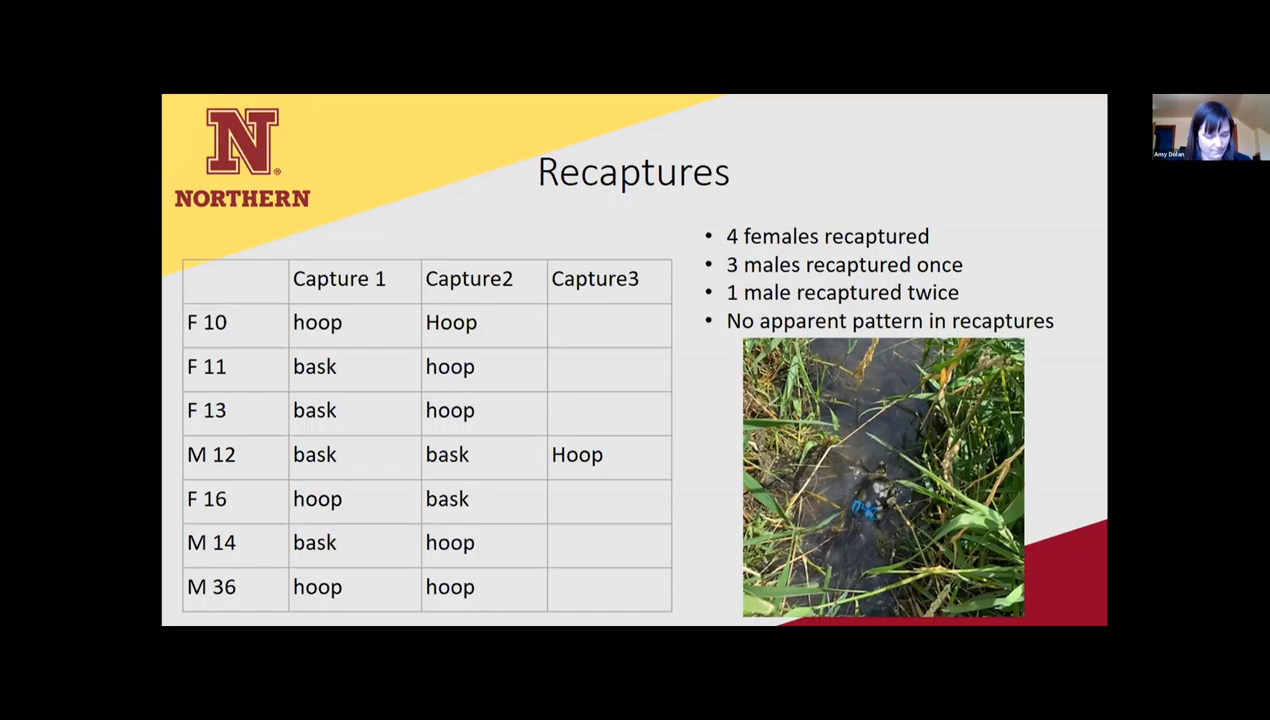 N
NORTHERN
Recaptures
Capture 1 Capture2 Capture3
F 10 hoop Hoop
F 11 bask hoop
F 13 bask hoop
M 12 bask bask Hoop
F 16 hoop bask
M 14 bask hoop
M 36 hoop hoop
• 4 females recaptured
• 3 males recaptured once
• 1 male recaptured twice
• No apparent pattern in recaptures
Amy Dolan